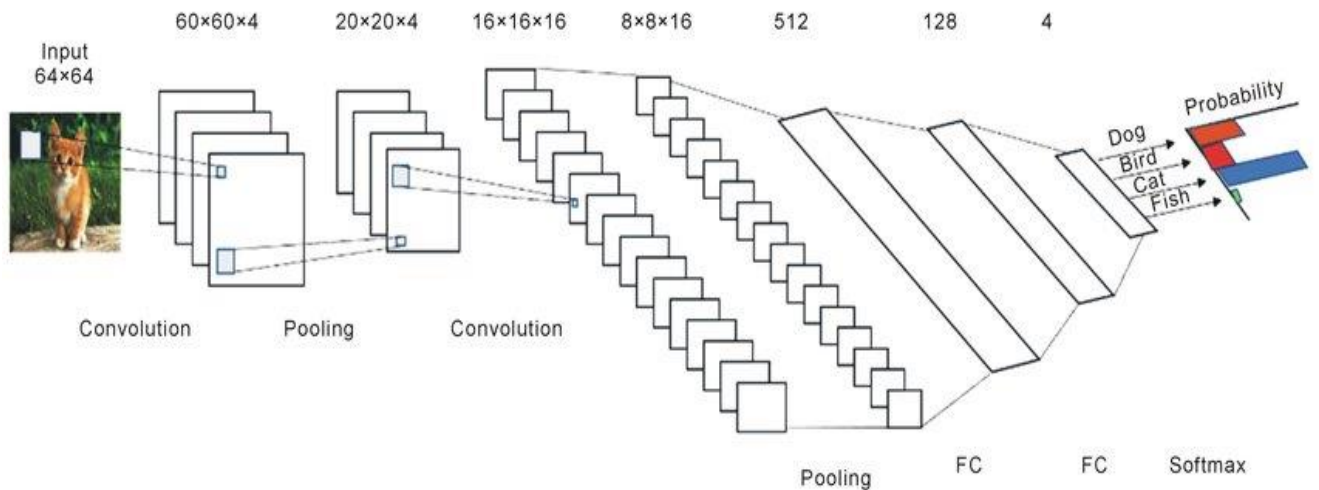 60×60×4 20×20×4 16×16×16 8×8×16 512 128 4
Input
64×64
Probability
Dog
Bird
Cat
Fish
Convolution Pooling Convolution
Pooling FC FC Softmax